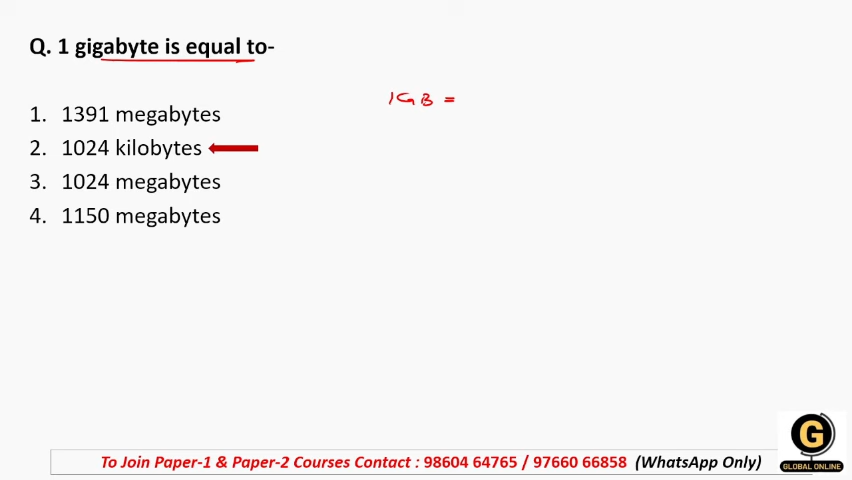 Q. 1 gigabyte is equal to-
1GB =
1. 1391 megabytes
2. 1024 kilobytes
3. 1024 megabytes
4. 1150 megabytes
G
GLOBAL ONLINE
To Join Paper-1 & Paper-2 Courses Contact : 98604 64765 / 97660 66858 (WhatsApp Only)